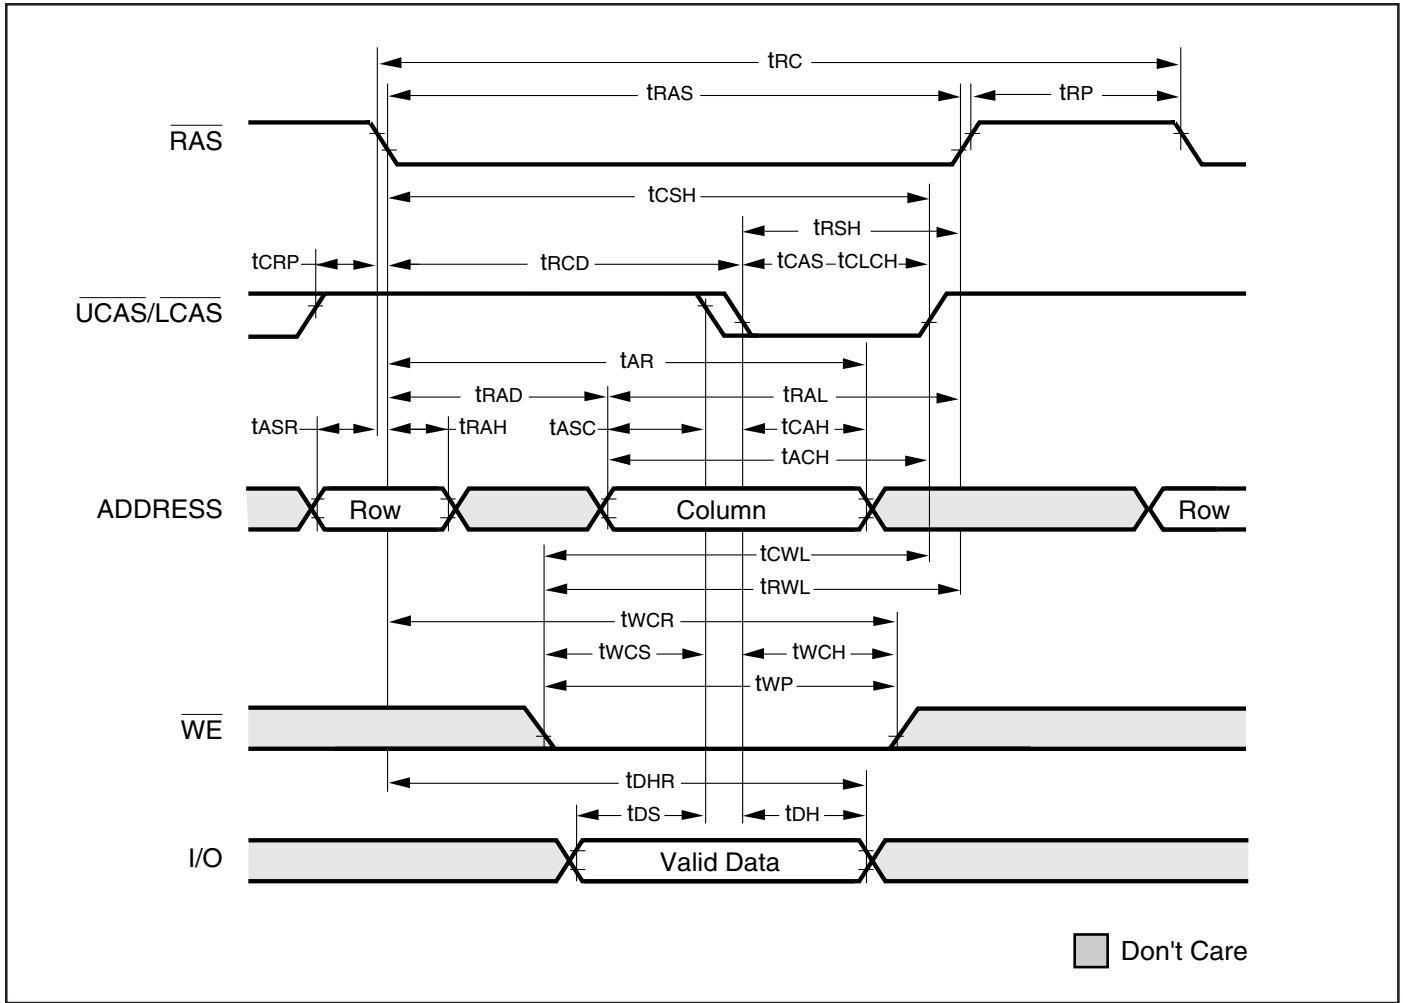 tRC
tRAS
tRP
RAS
tCSH
tRSH
tCRP
tRCD
tCAS tCLCH
UCAS/LCAS
tAR
tRAD
tRAL
tASR
tRAH
tASC
tCAH
tACH
ADDRESS
Row
Column
Row
tCWL
tRWL
tWCR
tWCS
tWCH
tWP
WE
tDHR
tDS
tDH
I/O
Valid Data
Don't Care